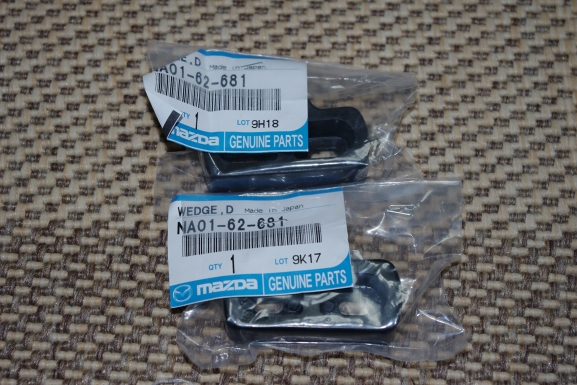 WEDGE,D Made in Japan
NA01-62-681
QTY 1 LOT 9H18
mazda GENUINE PARTS
WEDGE,D Made in Japan
NA01-62-681
QTY 1 LOT 9K17
mazda GENUINE PARTS